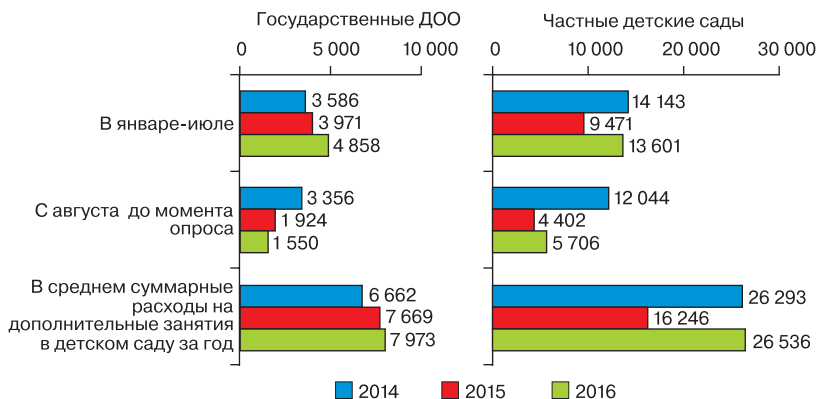 Государственные ДОО
0 5 000 10 000
Частные детские сады
0 10 000 20 000 30 000
В январе-июле
3 586
3 971
4 858
14 143
9 471
13 601
С августа до момента
опроса
3 356
1 924
1 550
12 044
4 402
5 706
В среднем суммарные
расходы на
дополнительные занятия
в детском саду за год
6 662
7 669
7 973
26 293
16 246
26 536
2014 2015 2016